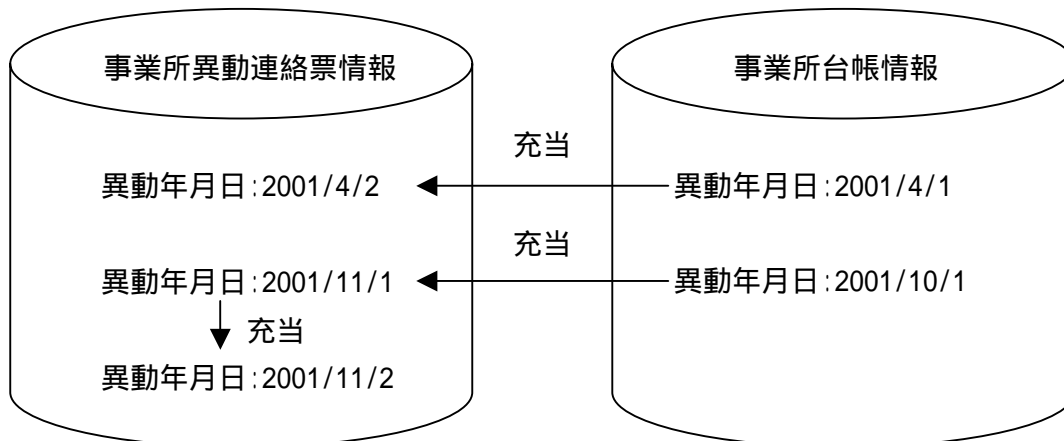 事業所異動連絡票情報
事業所台帳情報
充当
異動年月日:2001/4/2
異動年月日:2001/4/1
充当
異動年月日:2001/11/1
異動年月日:2001/10/1
充当
異動年月日:2001/11/2